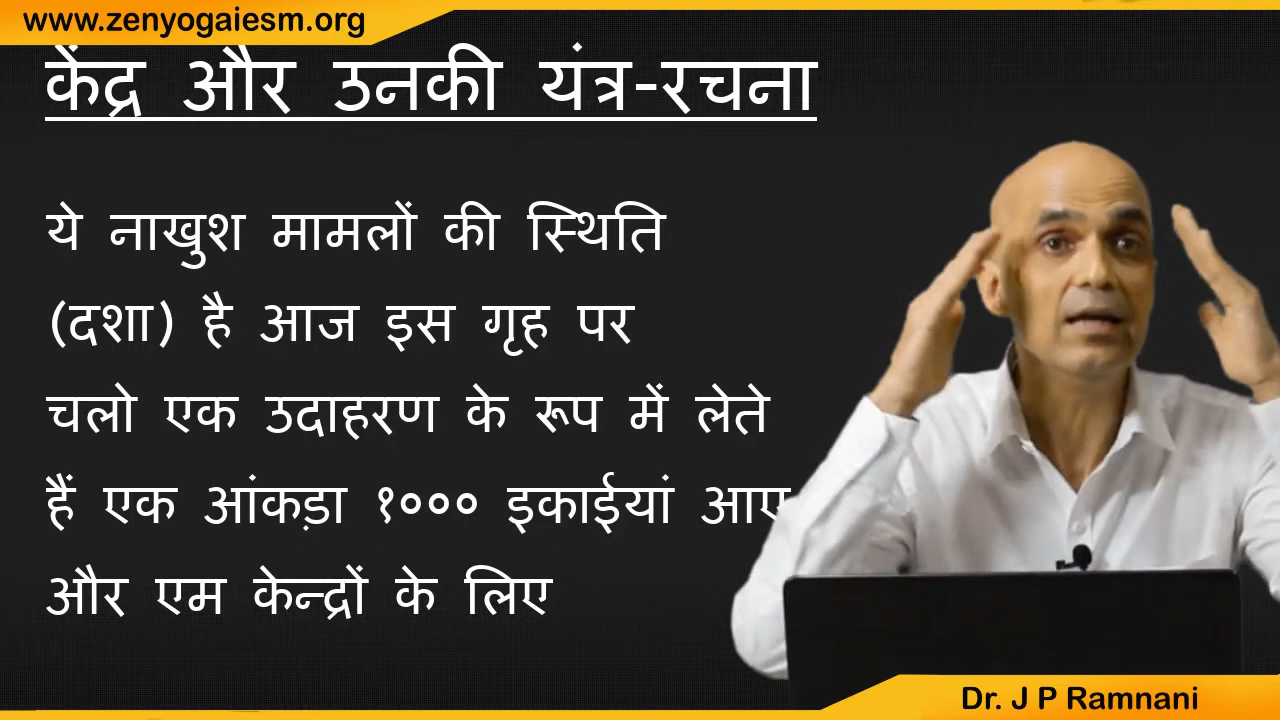 www.zenyogaiesm.org
केंद्र और उनकी यंत्र-रचना
ये नाखुश मामलों की स्थिति
(दशा) है आज इस गृह पर
चलो एक उदाहरण के रूप में लेते
हैं एक आंकड़ा १००० इकाईयां आए
और एम केन्द्रों के लिए
Dr. J P Ramnani